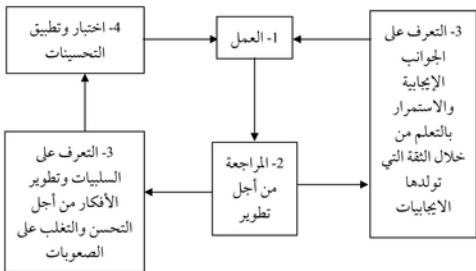 1- العمل
2- المراجعة
من أجل
تطوير
3- التعرف على
الجوانب
الإيجابية
والاستمرار
بالتعلم من
خلال الثقة التي
تولدها
الايجابيات
3- التعرف على
السلبيات وتطوير
الأفكار من أجل
التحسن والتغلب على
الصعوبات
4- اختبار وتطبيق
التحسينات